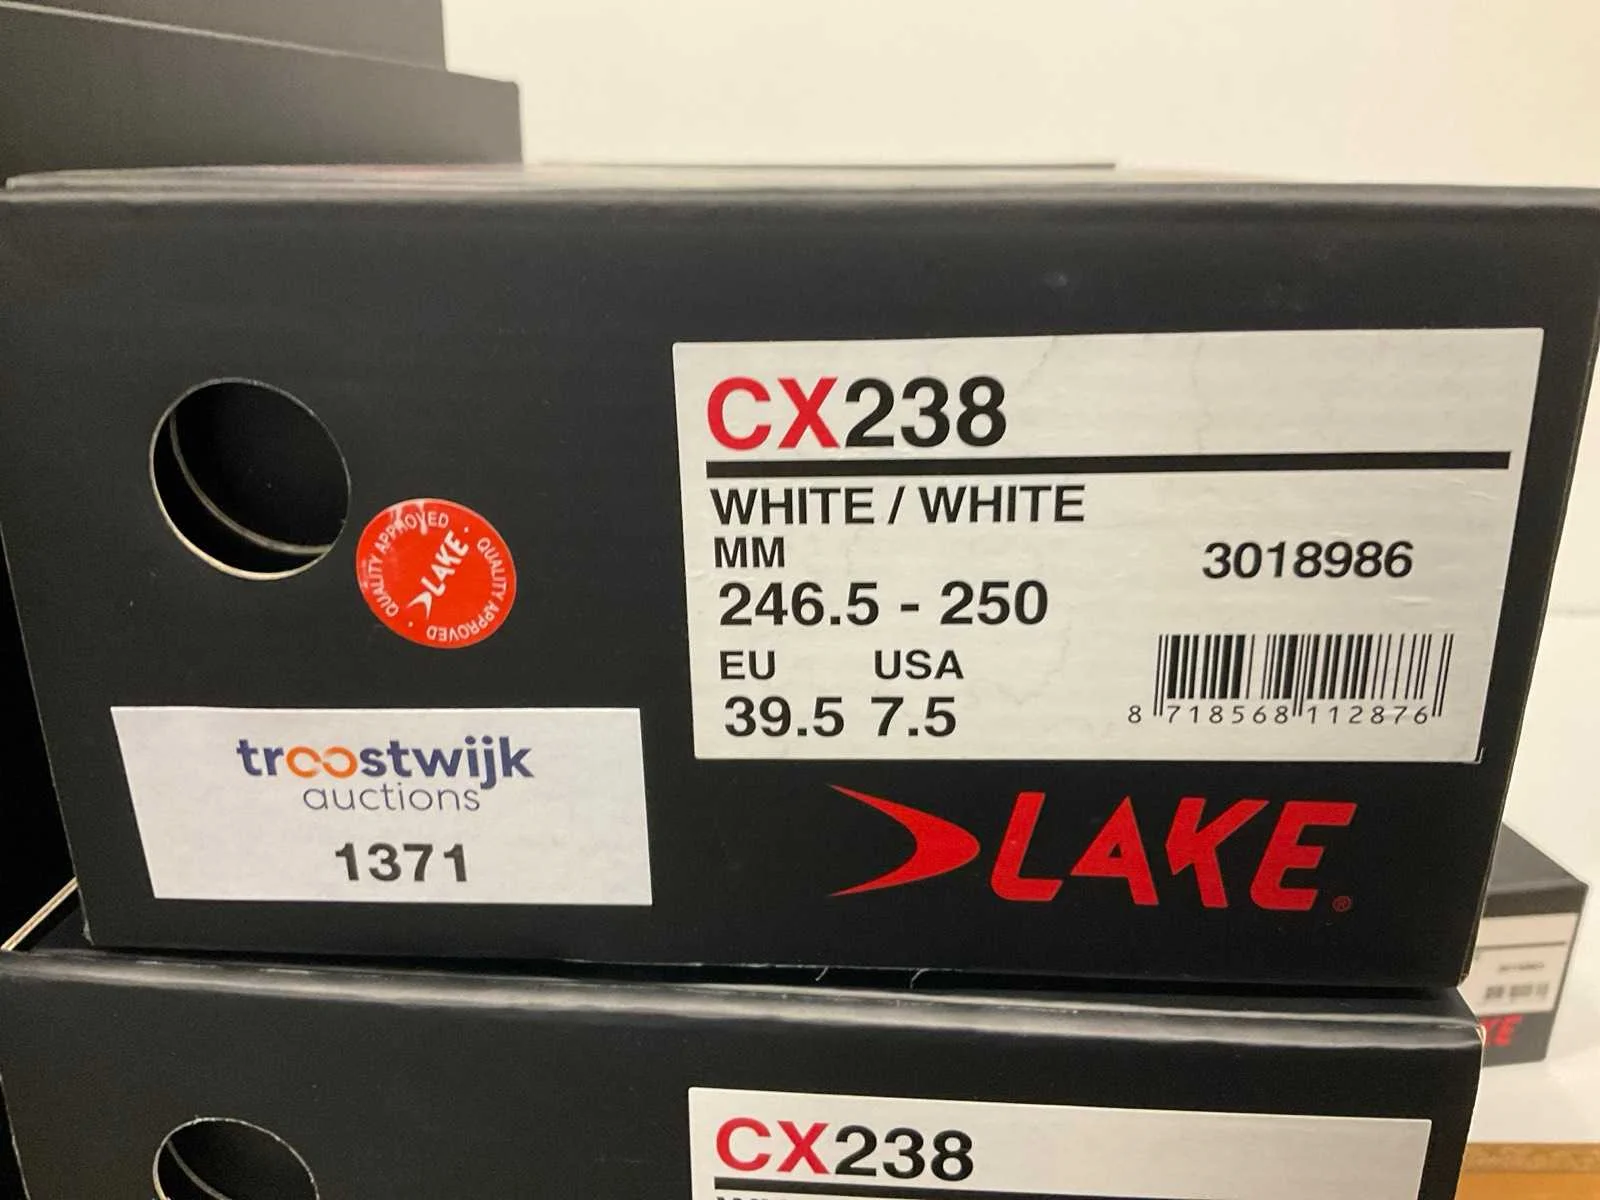 CX238
WHITE / WHITE
MM
3018986
246.5 - 250
EU USA
39.5 7.5
8 718568 112876
QUALITY APPROVED · QUALITY APPROVED ·
LAKE
troostwijk
auctions
1371
LAKE®
KE
CX238